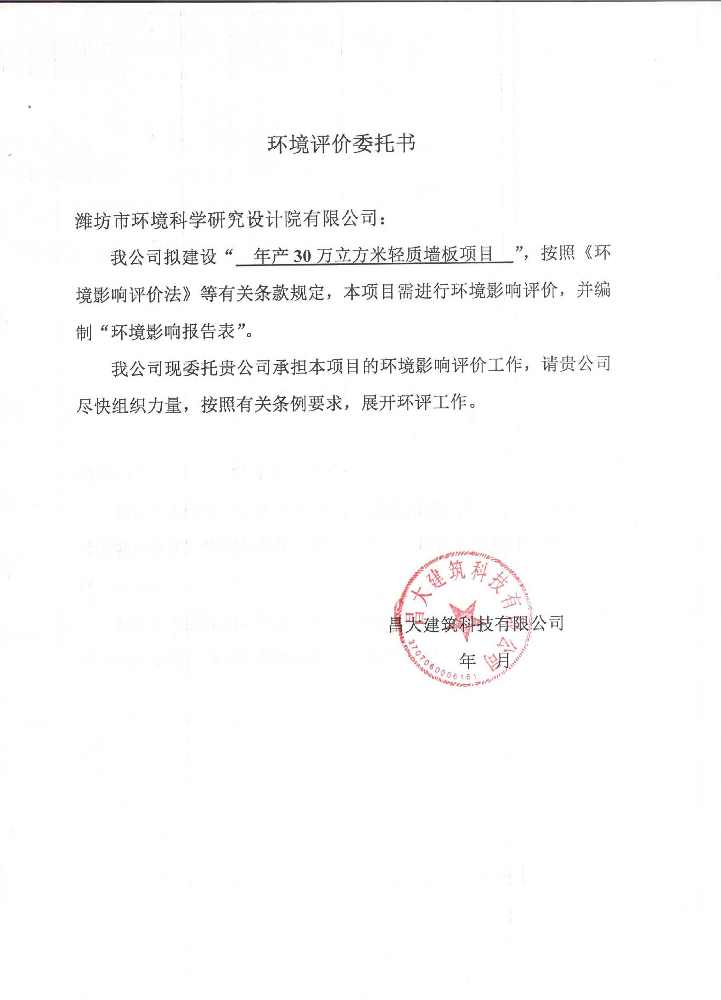 环境评价委托书
潍坊市环境科学研究设计院有限公司：
我公司拟建设“ 年产30万立方米轻质墙板项目 ”，按照《环
境影响评价法》等有关条款规定，本项目需进行环境影响评价，并编
制“环境影响报告表”。
我公司现委托贵公司承担本项目的环境影响评价工作，请贵公司
尽快组织力量，按照有关条例要求，展开环评工作。
昌大建筑科技有限公司
昌大建筑科技有限公司
年 月
3707060006161